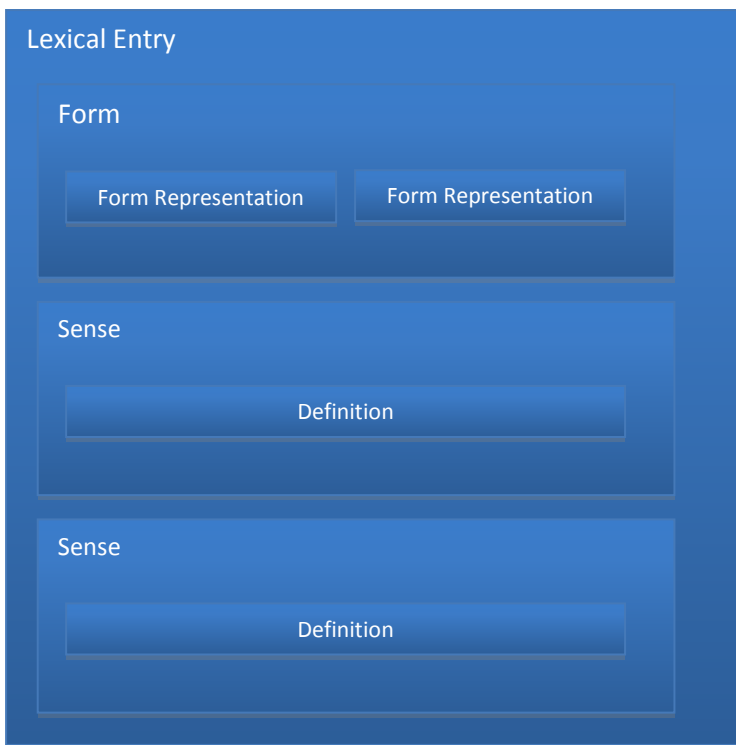 Lexical Entry
Form
Form Representation
Form Representation
Sense
Definition
Sense
Definition